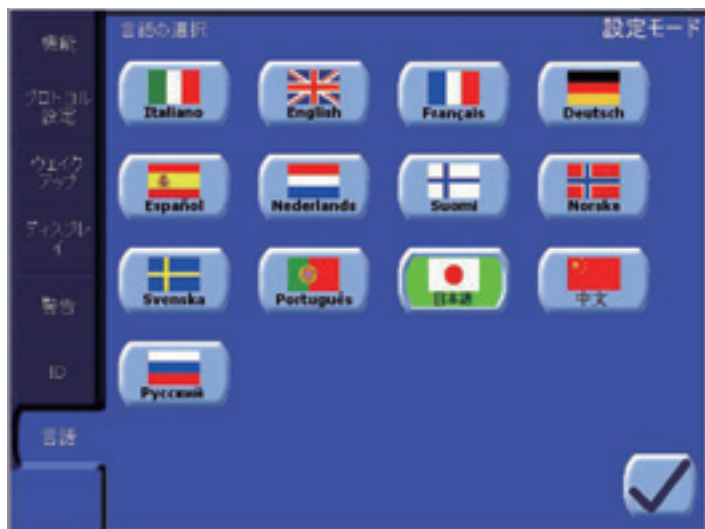 言語の選択
設定モード
機能
プロトコル
設定
ウェイク
アップ
ディスプレ
イ
警告
ID
言語
Italiano
English
Français
Deutsch
Español
Nederlands
Suomi
Norsks
Svenska
Português
日本語
中文
Русский